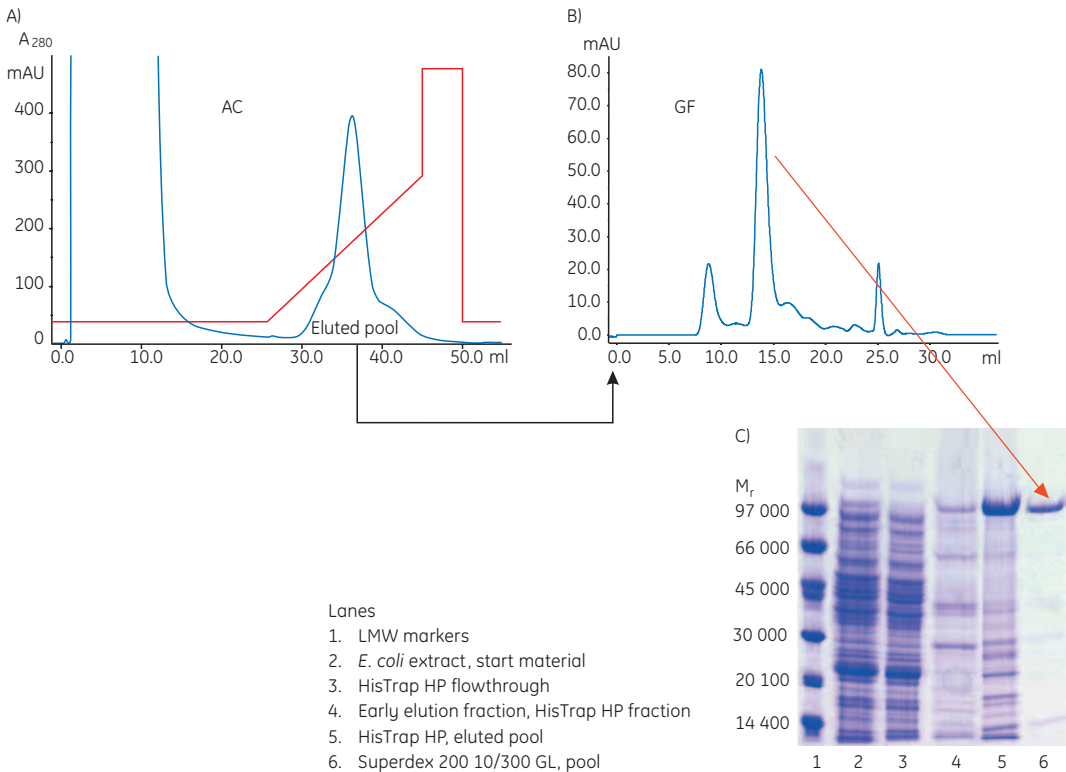 A)
A280
mAU
400
300
200
100
0
AC
Eluted pool
0.0 10.0 20.0 30.0 40.0 50.0 ml
B)
mAU
80.0
70.0
60.0
50.0
40.0
30.0
20.0
10.0
0.0
GF
0.0 5.0 10.0 15.0 20.0 25.0 30.0 ml
C)
Mr
97 000
66 000
45 000
30 000
20 100
14 400
1 2 3 4 5 6
Lanes
1. LMW markers
2. E. coli extract, start material
3. HisTrap HP flowthrough
4. Early elution fraction, HisTrap HP fraction
5. HisTrap HP, eluted pool
6. Superdex 200 10/300 GL, pool